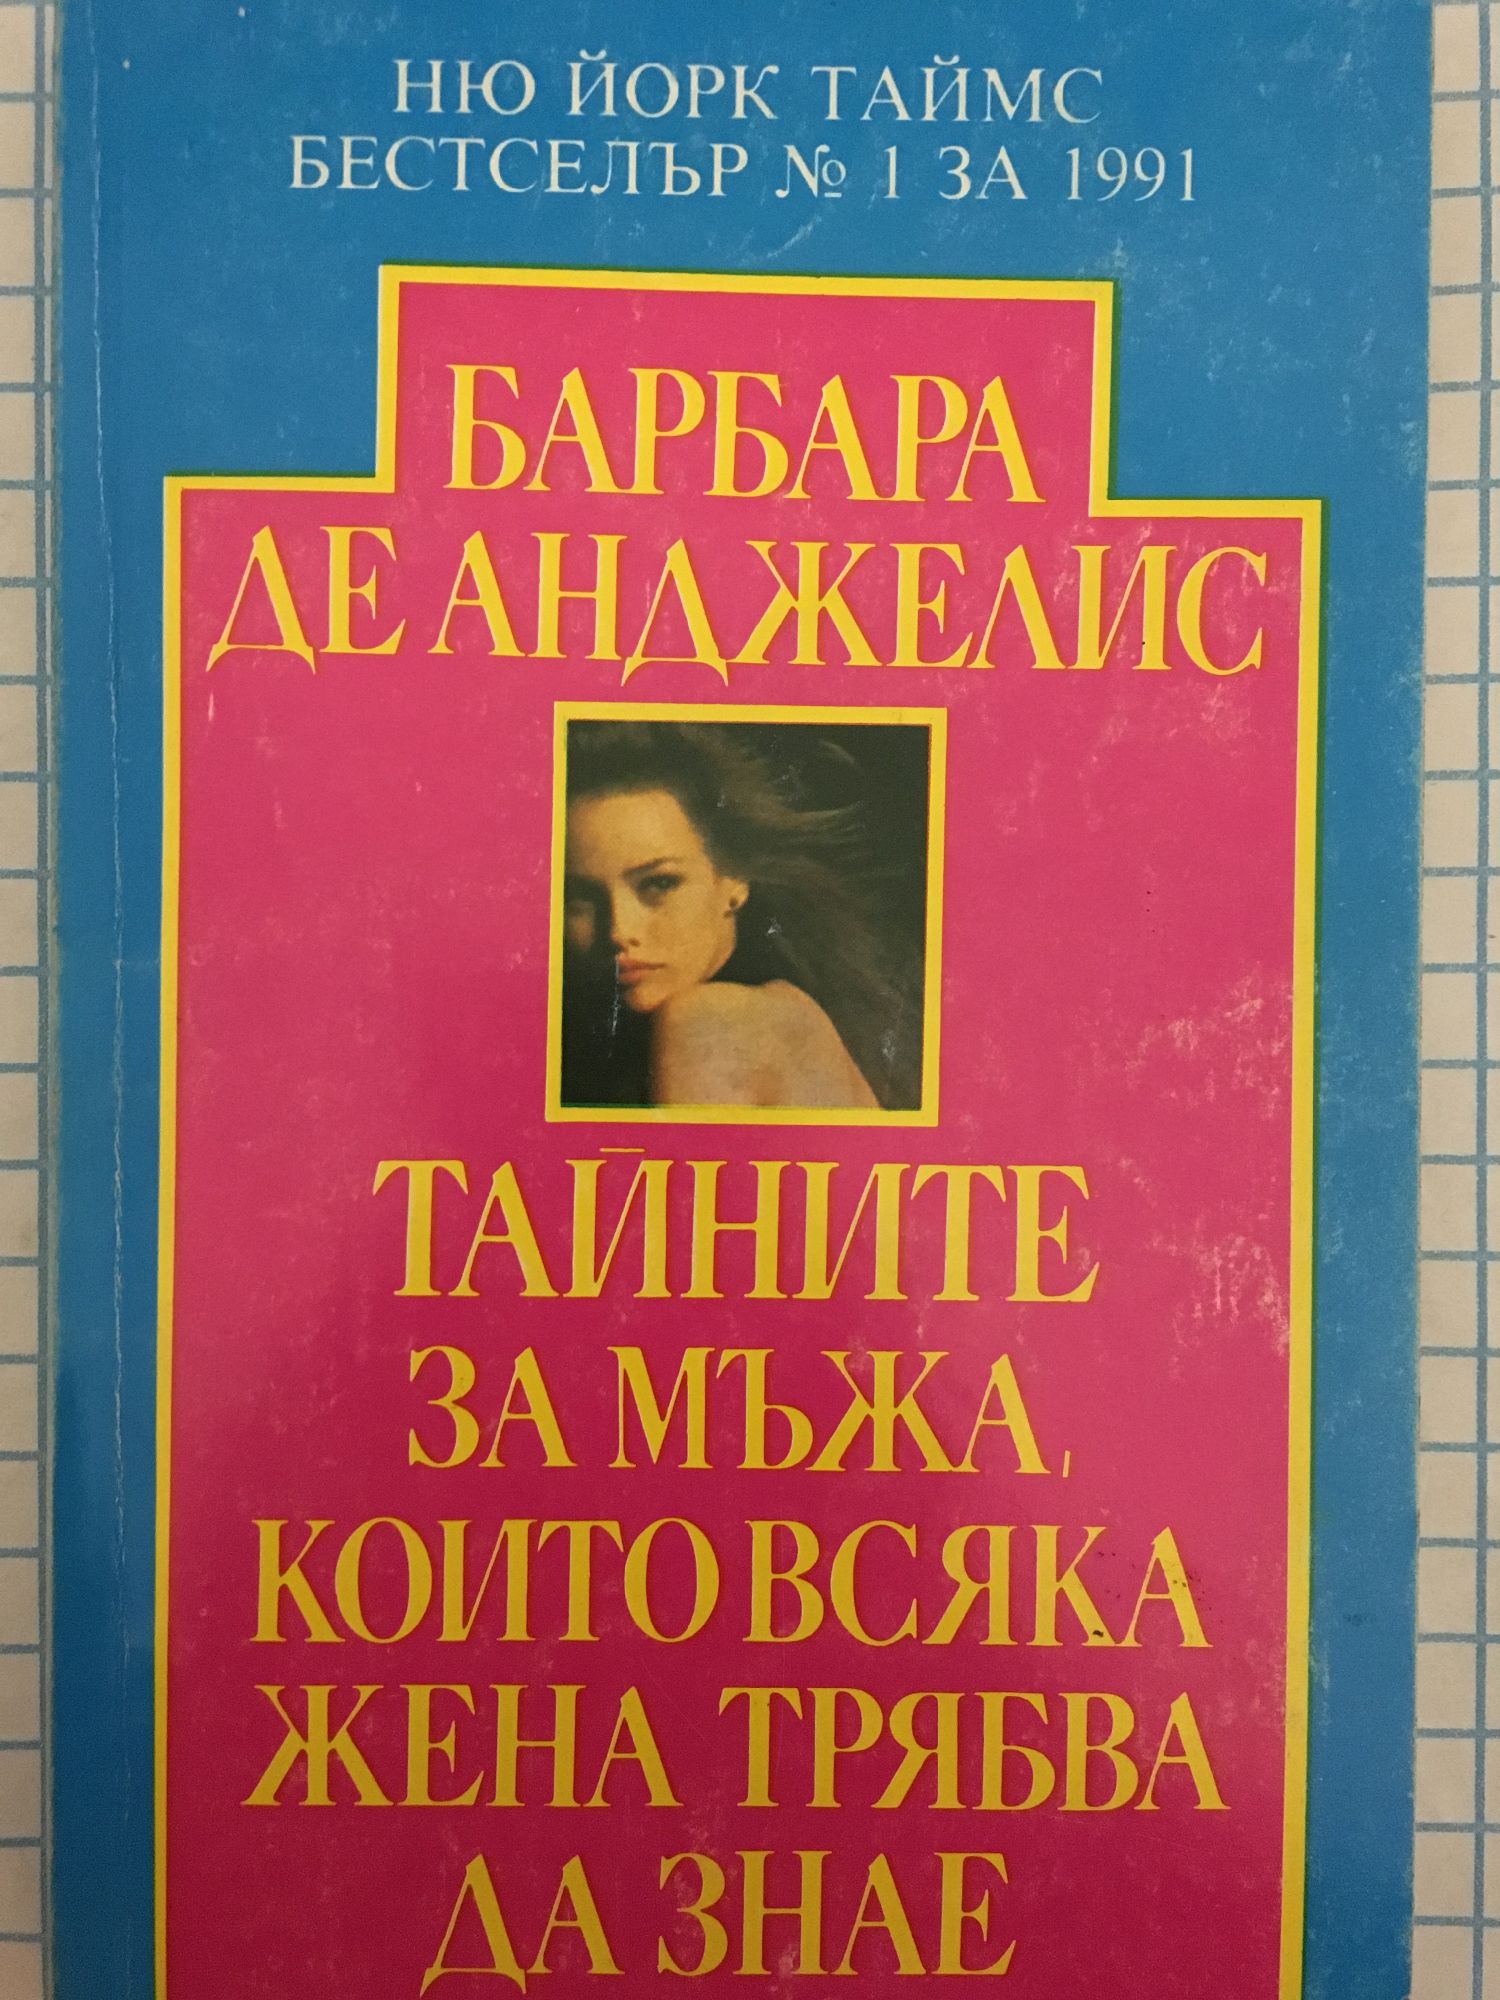 НЮ ЙОРК ТАЙМС
БЕСТСЕЛЪР № 1 ЗА 1991
БАРБАРА
ДЕ АНДЖЕЛИС
ТАЙНИТЕ
ЗА МЪЖА,
КОИТО ВСЯКА
ЖЕНА ТРЯБВА
ДА ЗНАЕ